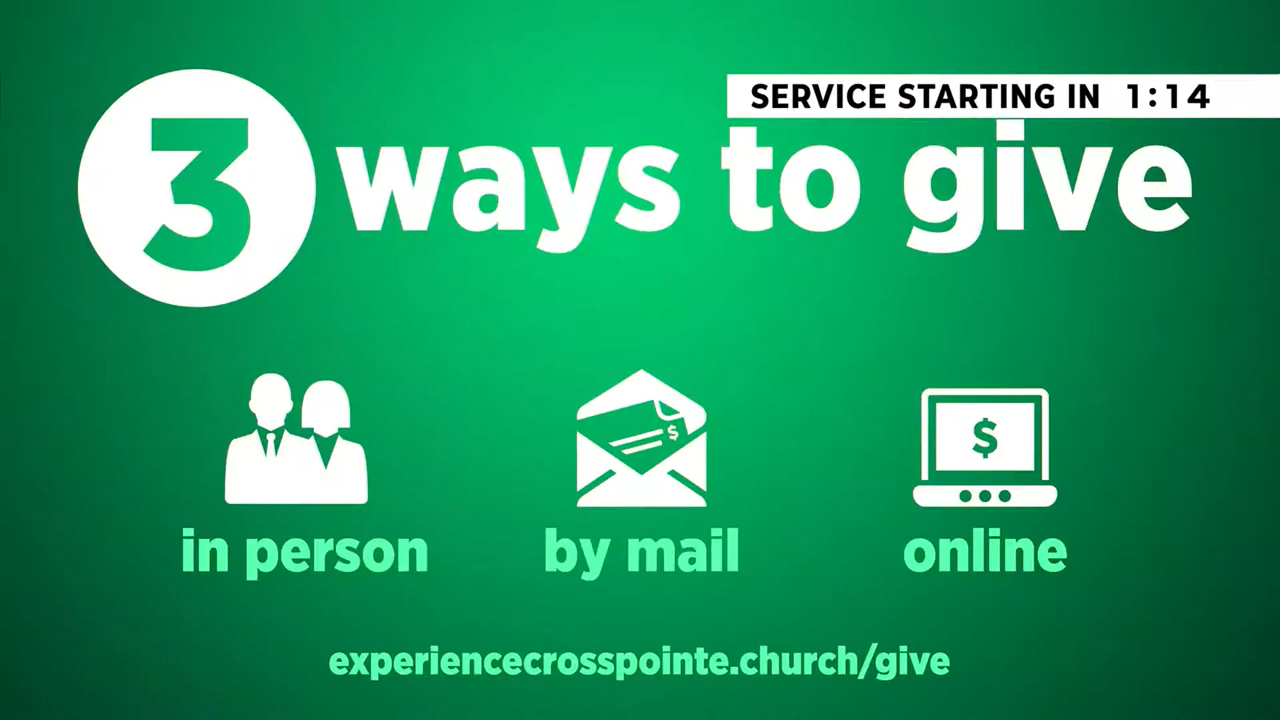 SERVICE STARTING IN 1:14
3 ways to give
$
$
in person
by mail
online
experiencecrosspointe.church/give